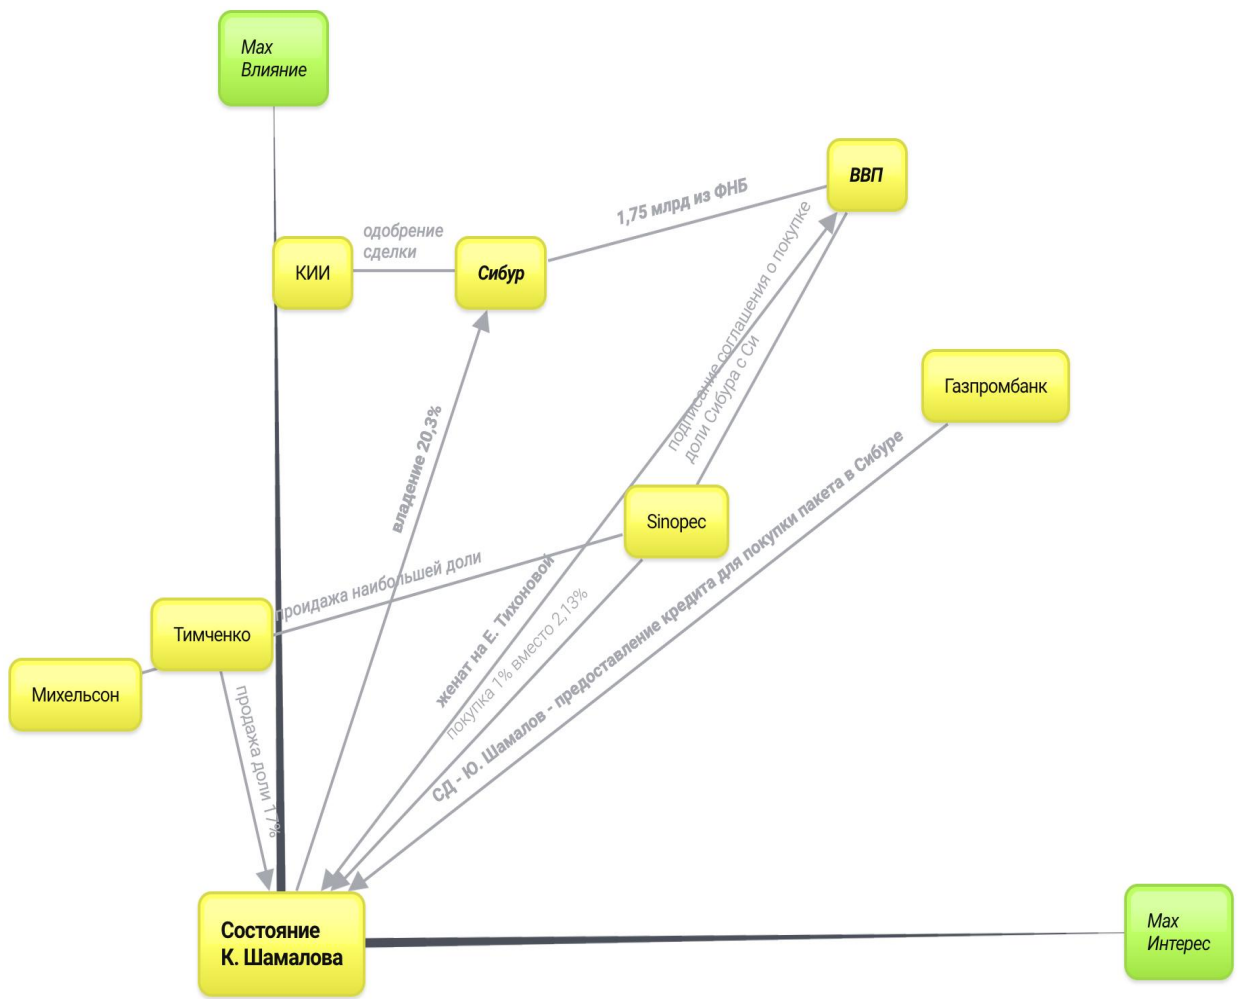 Max
Влияние
ВВП
1,75 млрд из ФНБ
одобрение
сделки
КИИ
Сибур
подписание соглашения о покупке
доли Сибура с Си
Газпромбанк
владение 20,3%
Sinopec
проидажа наибольшей доли
женат на Е. Тихоновой
покупка 1% вместо 2,13%
СД - Ю. Шамалов - предоставление кредита для покупки пакета в Сибуре
Тимченко
Михельсон
продажа доли 17%
Состояние
К. Шамалова
Max
Интерес